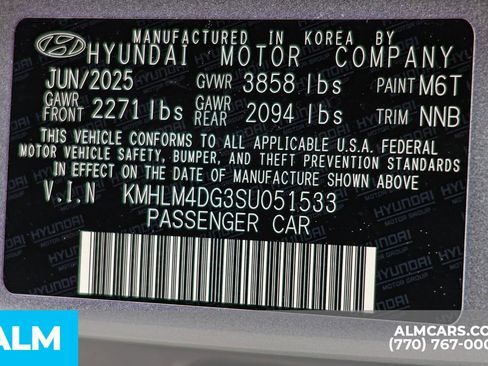 MANUFACTURED IN KOREA BY
HYUNDAI MOTOR COMPANY
JUN/2025 GVWR 3858 lbs PAINT M6T
GAWR FRONT 2271 lbs GAWR REAR 2094 lbs TRIM NNB
THIS VEHICLE CONFORMS TO ALL APPLICABLE U.S.A. FEDERAL
MOTOR VEHICLE SAFETY, BUMPER, AND THEFT PREVENTION STANDARDS
IN EFFECT ON THE DATE OF MANUFACTURE SHOWN ABOVE
V.I.N KMHLM4DG3SU051533
PASSENGER CAR
ALM
ALMCARS.COM
(770) 767-000